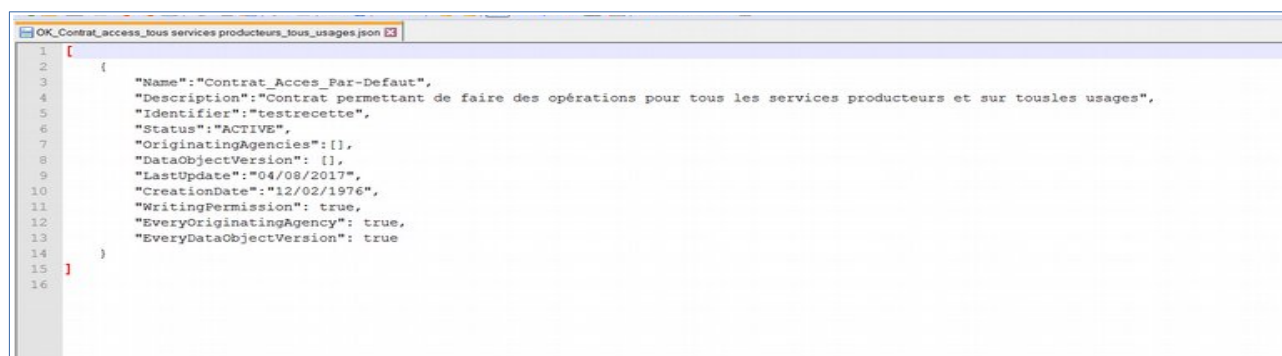 OK_Contrat_access_tous services producteurs_tous_usages.json
1 [
2 {
3 "Name":"Contrat_Acces_Par-Defaut",
4 "Description":"Contrat permettant de faire des opérations pour tous les services producteurs et sur tousles usages",
5 "Identifier":"testrecette",
6 "Status":"ACTIVE",
7 "OriginatingAgencies":[],
8 "DataObjectVersion": [],
9 "LastUpdate":"04/08/2017",
10 "CreationDate":"12/02/1976",
11 "WritingPermission": true,
12 "EveryOriginatingAgency": true,
13 "EveryDataObjectVersion": true
14 }
15 ]
16